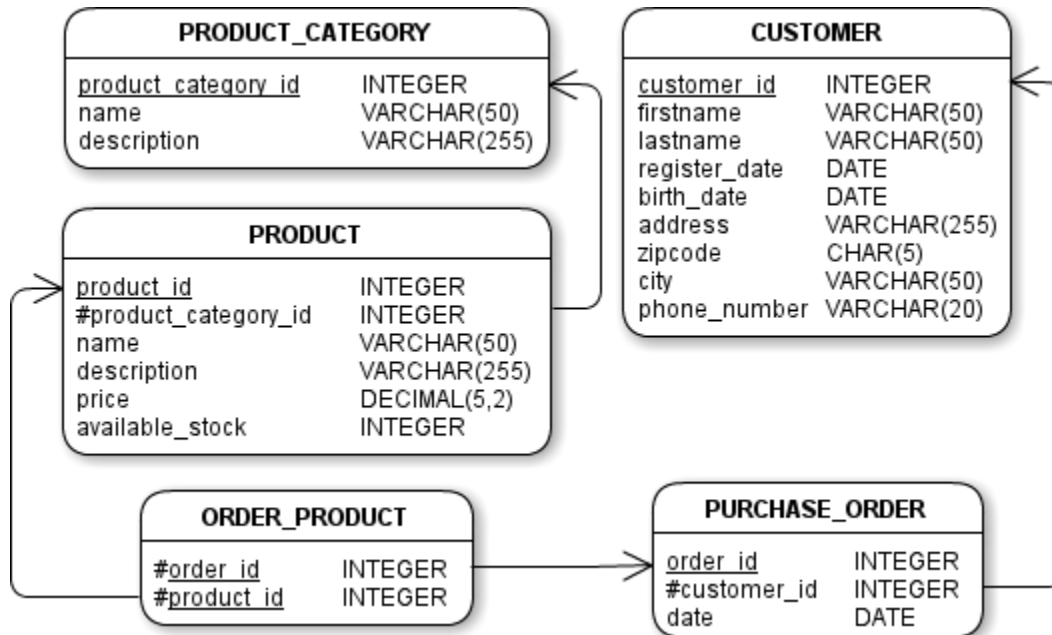 PRODUCT_CATEGORY
product_category_id INTEGER
name VARCHAR(50)
description VARCHAR(255)
CUSTOMER
customer_id INTEGER
firstname VARCHAR(50)
lastname VARCHAR(50)
register_date DATE
birth_date DATE
address VARCHAR(255)
zipcode CHAR(5)
city VARCHAR(50)
phone_number VARCHAR(20)
PRODUCT
product_id INTEGER
#product_category_id INTEGER
name VARCHAR(50)
description VARCHAR(255)
price DECIMAL(5,2)
available_stock INTEGER
ORDER_PRODUCT
#order_id INTEGER
#product_id INTEGER
PURCHASE_ORDER
order_id INTEGER
#customer_id INTEGER
date DATE